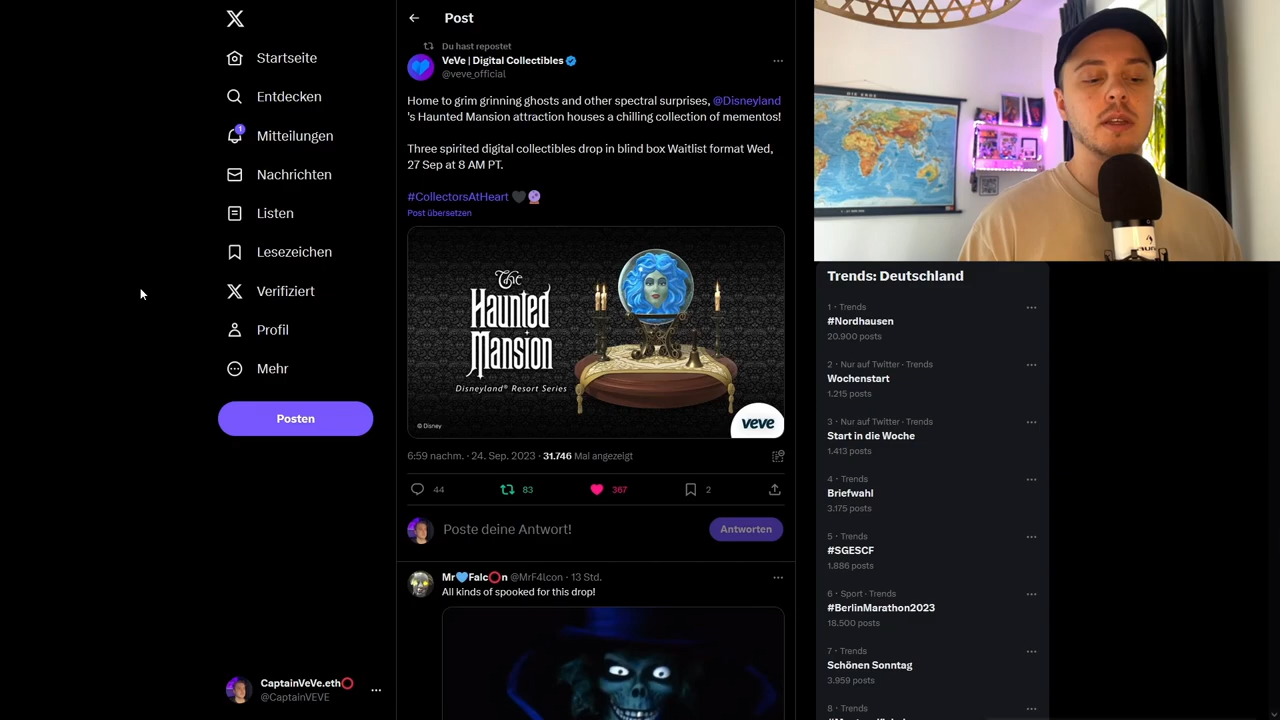 Startseite
Entdecken
1
Mitteilungen
Nachrichten
Listen
Lesezeichen
Verifiziert
Profil
Mehr
Posten
CaptainVeVe.eth⭕
@CaptainVEVE
Post
Du hast repostet
VeVe | Digital Collectibles
@veve_official
Home to grim grinning ghosts and other spectral surprises, @Disneyland
's Haunted Mansion attraction houses a chilling collection of mementos!
Three spirited digital collectibles drop in blind box Waitlist format Wed,
27 Sep at 8 AM PT.
#CollectorsAtHeart 🖤🔮
Post übersetzen
The
Haunted
Mansion
Disneyland® Resort Series
© Disney
veve
6:59 nachm. · 24. Sep. 2023 · 31.746 Mal angezeigt
44 83 367 2
Poste deine Antwort!
Antworten
Mr💙Falc⭕n @MrF4lcon · 13 Std.
All kinds of spooked for this drop!
Trends: Deutschland
1 · Trends
#Nordhausen
20.900 posts
2 · Nur auf Twitter · Trends
Wochenstart
1.215 posts
3 · Nur auf Twitter · Trends
Start in die Woche
1.413 posts
4 · Trends
Briefwahl
3.175 posts
5 · Trends
#SGESCF
1.886 posts
6 · Sport · Trends
#BerlinMarathon2023
18.500 posts
7 · Trends
Schönen Sonntag
3.959 posts
8 · Trends